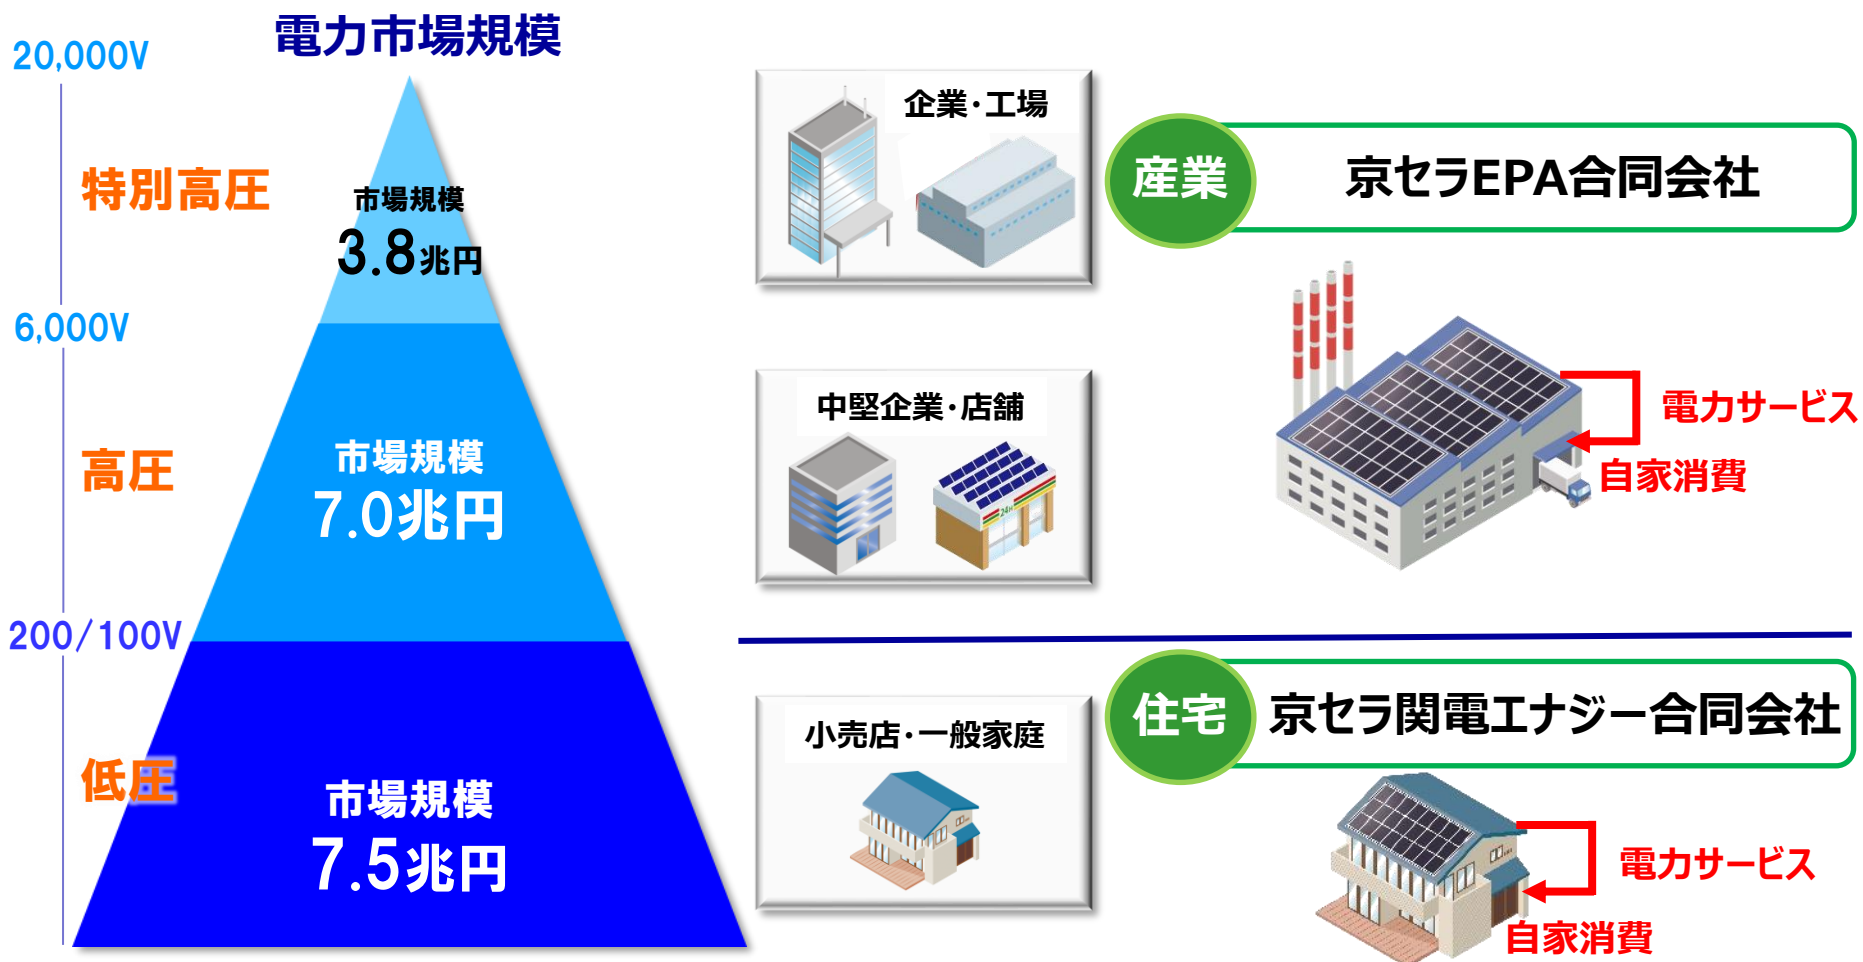 電力市場規模
20,000V
特別高圧
市場規模
3.8兆円
6,000V
高圧
市場規模
7.0兆円
200/100V
低圧
市場規模
7.5兆円
企業・工場
産業
京セラEPA合同会社
中堅企業・店舗
24H
電力サービス
自家消費
小売店・一般家庭
住宅
京セラ関電エナジー合同会社
電力サービス
自家消費